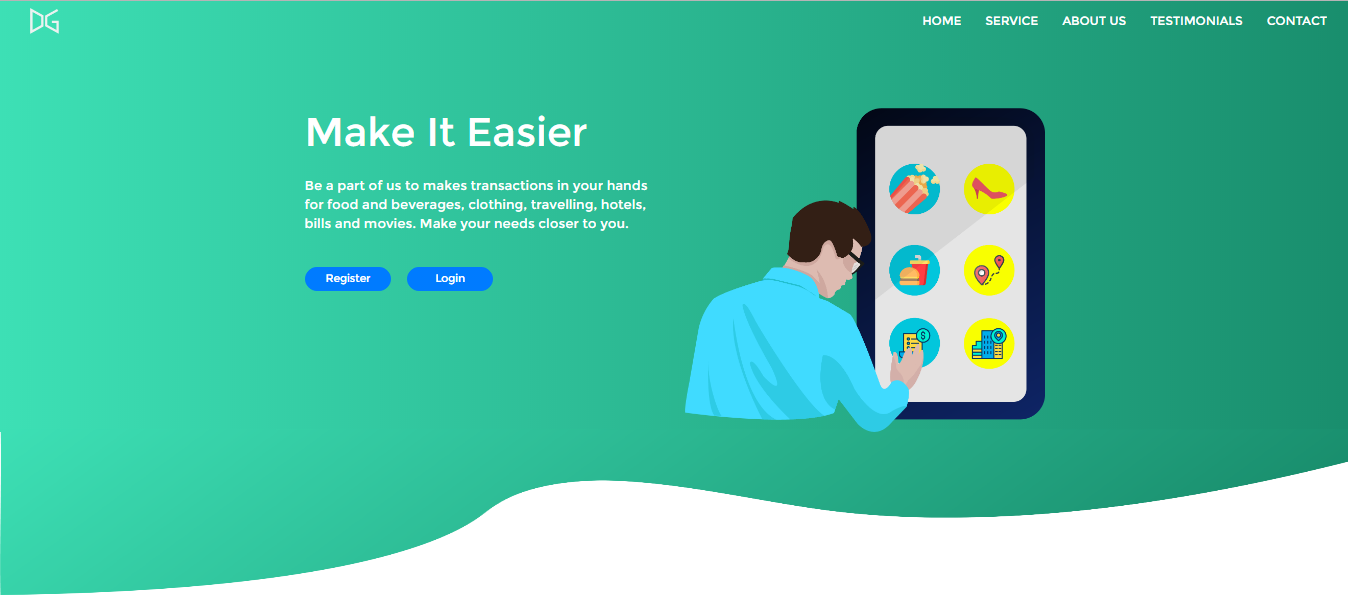 DG
HOME SERVICE ABOUT US TESTIMONIALS CONTACT
Make It Easier
Be a part of us to makes transactions in your hands
for food and beverages, clothing, travelling, hotels,
bills and movies. Make your needs closer to you.
Register Login
$